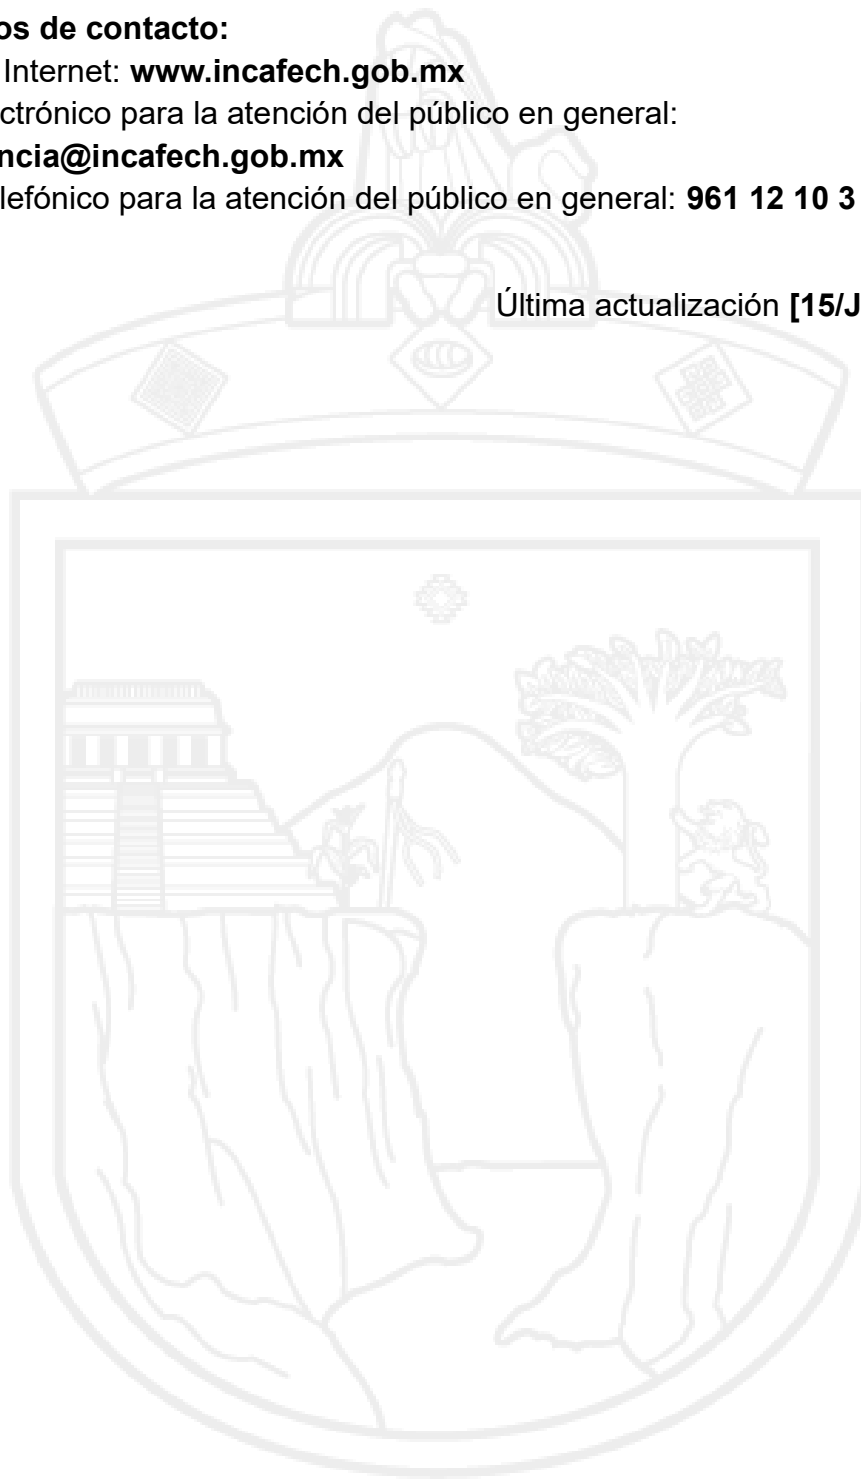 os de contacto:
Internet: www.incafech.gob.mx
ctrónico para la atención del público en general:
ncia@incafech.gob.mx
lefónico para la atención del público en general: 961 12 10 3
Última actualización [15/J